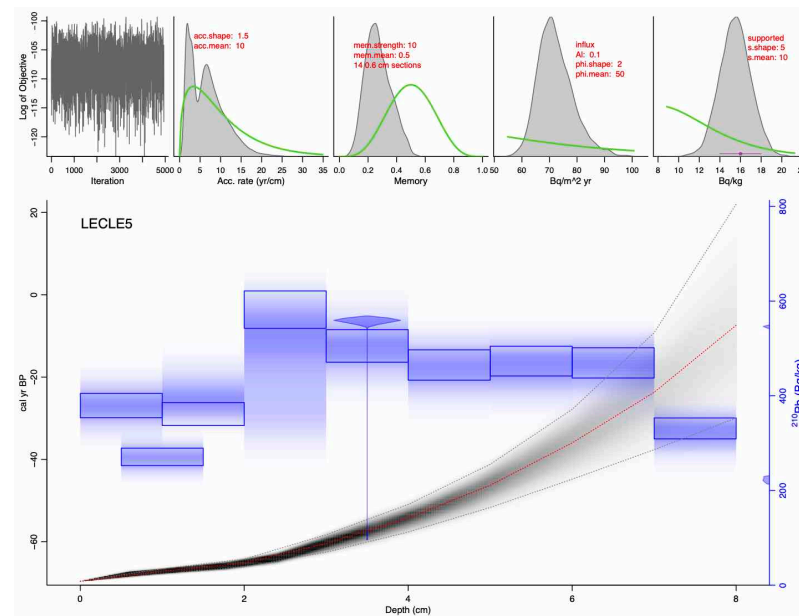 -100
-105
-110
-115
-120
Log of Objective
0 1000 2000 3000 4000 5000
Iteration
acc.shape: 1.5
acc.mean: 10
0 5 10 15 20 25 30 35
Acc. rate (yr/cm)
mem.strength: 10
mem.mean: 0.5
14 0.6 cm sections
0.0 0.2 0.4 0.6 0.8 1.0
Memory
influx
Al: 0.1
phi.shape: 2
phi.mean: 50
50 60 70 80 90 100
Bq/m^2 yr
supported
s.shape: 5
s.mean: 10
8 10 12 14 16 18 20
Bq/kg
LECLE5
20
0
-20
-40
-60
cal yr BP
0 2 4 6 8
Depth (cm)
800
600
400
200
0
210Pb (Bq/kg)